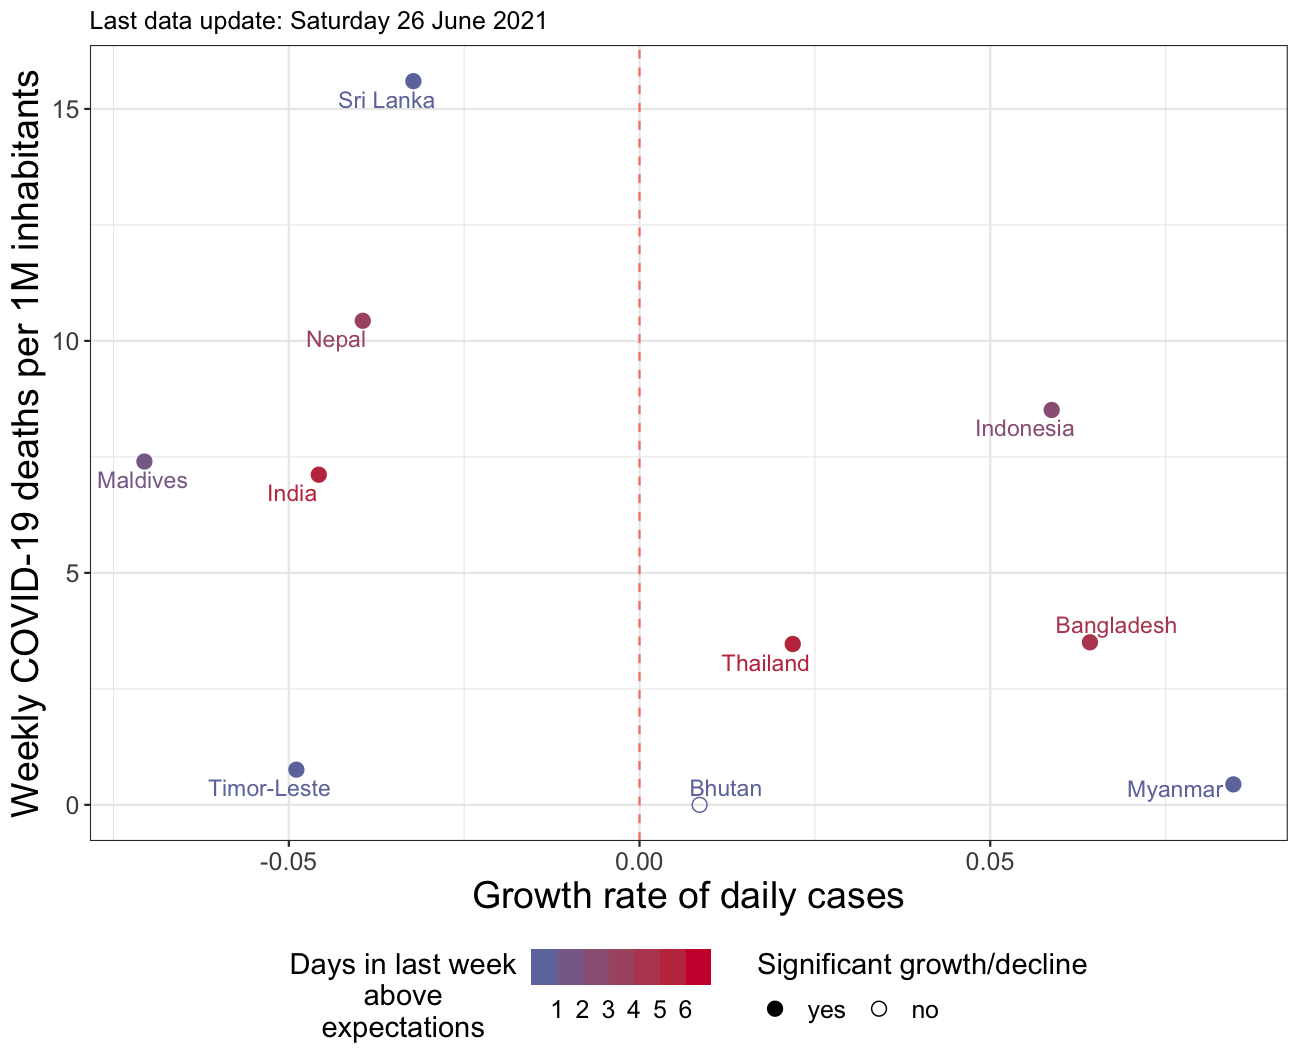 Last data update: Saturday 26 June 2021
Weekly COVID-19 deaths per 1M inhabitants
15
10
5
0
Sri Lanka
Nepal
Indonesia
Maldives
India
Bangladesh
Thailand
Timor-Leste
Bhutan
Myanmar
-0.05
0.00
0.05
Growth rate of daily cases
Days in last week
above
expectations
1 2 3 4 5 6
Significant growth/decline
yes
no